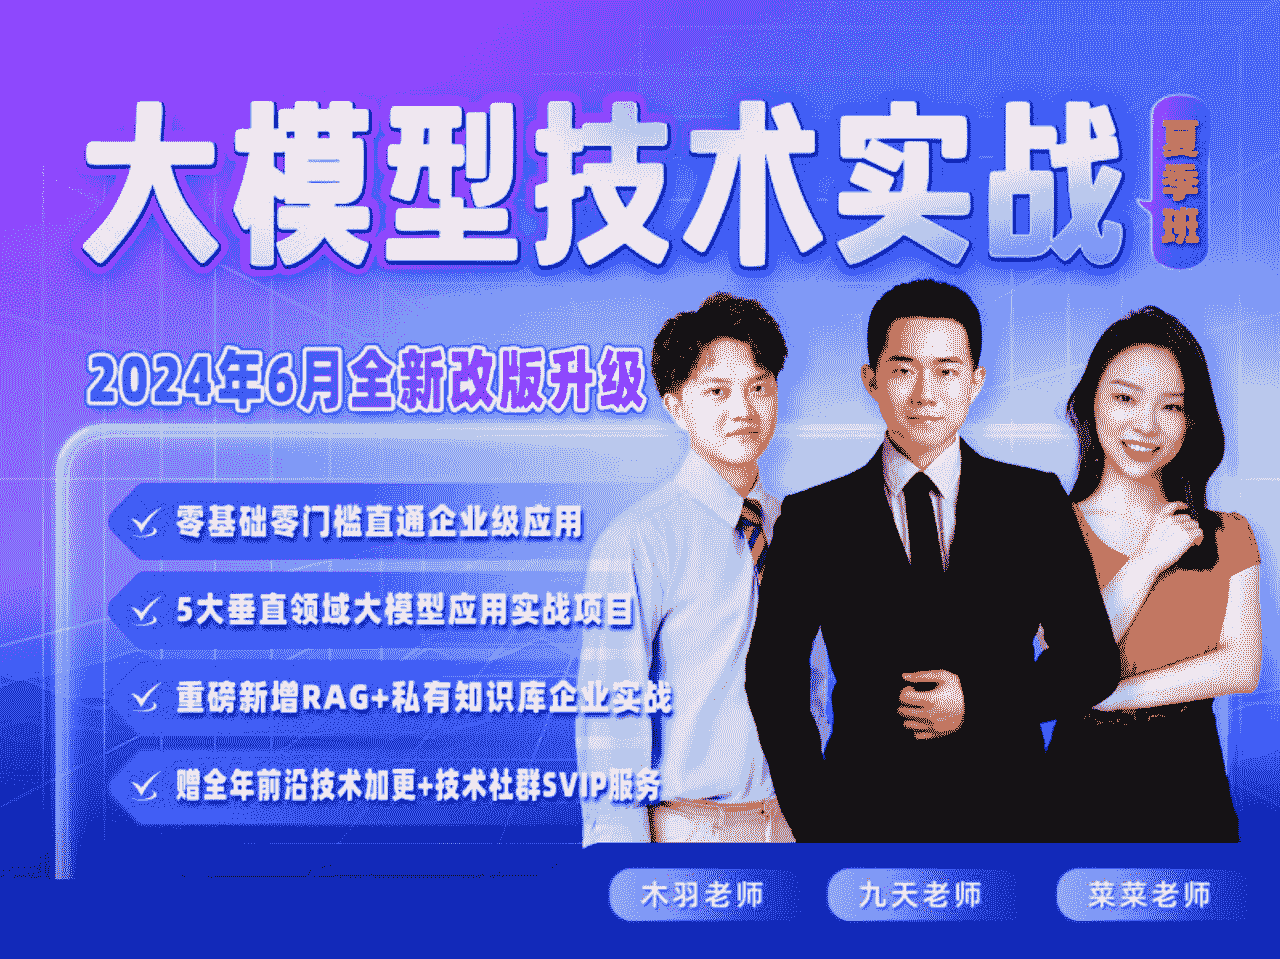 大模型技术实战
夏季班
2024年6月全新改版升级
零基础零门槛直通企业级应用
5大垂直领域大模型应用实战项目
重磅新增RAG+私有知识库企业实战
赠全年前沿技术加更+技术社群SVIP服务
木羽老师
九天老师
菜菜老师